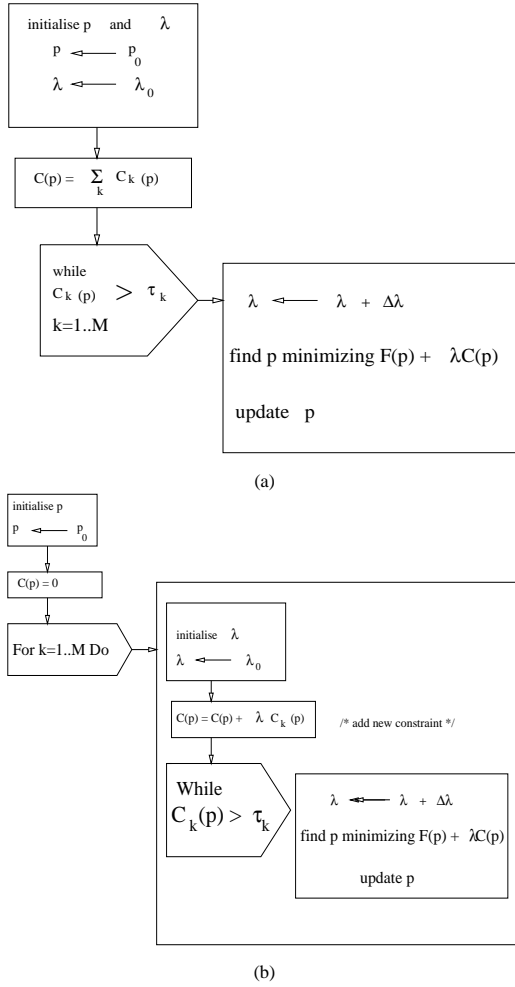 initialise p and λ
p p0
λ λ0
C(p) = Σk Ck (p)
while
Ck (p) > τk
k=1..M
λ λ + Δλ
find p minimizing F(p) + λC(p)
update p
(a)
initialise p
p p0
C(p) = 0
For k=1..M Do
initialise λ
λ λ0
C(p) = C(p) + λ Ck (p)
/* add new constraint */
While
Ck(p) > τk
λ λ + Δλ
find p minimizing F(p) + λC(p)
update p
(b)